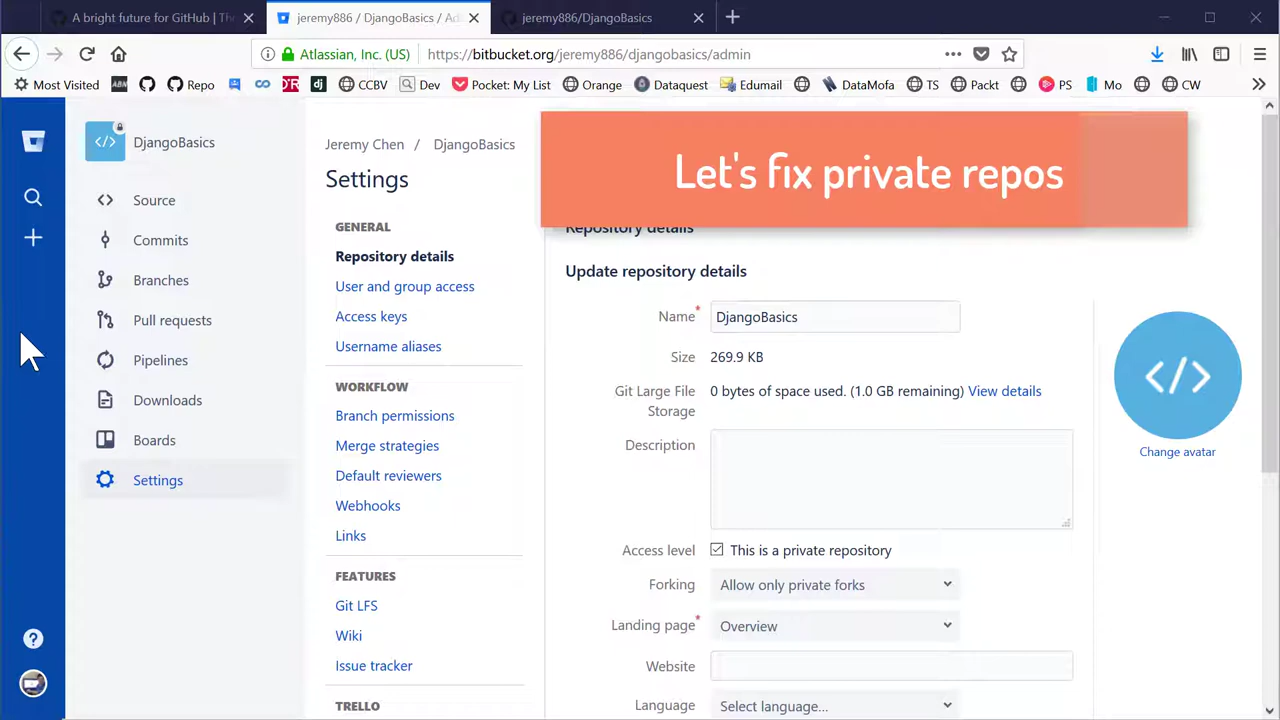 A bright future for GitHub | Th
jeremy886 / DjangoBasics / Ad
jeremy886/DjangoBasics
Atlassian, Inc. (US)
https://bitbucket.org/jeremy886/djangobasics/admin
Most Visited
ABN
Repo
D'R
dj
CCBV
Dev
Pocket: My List
Orange
Dataquest
Edumail
DataMofa
TS
Packt
PS
Mo
CW
DjangoBasics
Source
Commits
Branches
Pull requests
Pipelines
Downloads
Boards
Settings
Jeremy Chen / DjangoBasics
Settings
Let's fix private repos
GENERAL
Repository details
User and group access
Access keys
Username aliases
WORKFLOW
Branch permissions
Merge strategies
Default reviewers
Webhooks
Links
FEATURES
Git LFS
Wiki
Issue tracker
TRELLO
Repository details
Update repository details
Name* DjangoBasics
Size 269.9 KB
Git Large File Storage 0 bytes of space used. (1.0 GB remaining) View details
Description
Access level This is a private repository
Forking Allow only private forks
Landing page* Overview
Website
Language Select language...
Change avatar